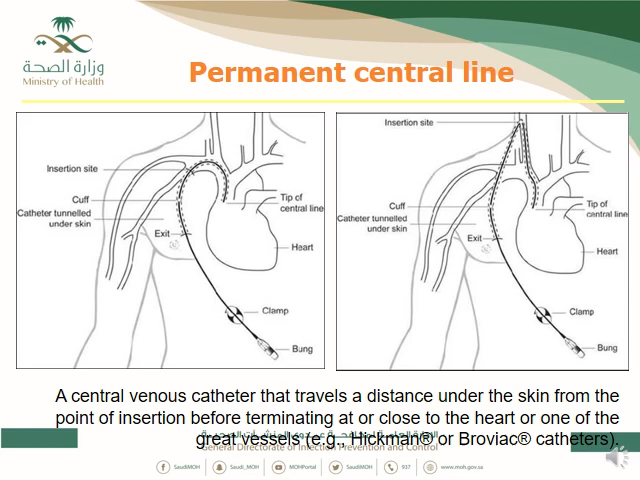 وزارة الصحة
Ministry of Health
Permanent central line
Insertion site
Cuff
Catheter tunnelled
under skin
Exit
Tip of
central line
Heart
Clamp
Bung
Insertion site
Cuff
Catheter tunnelled
under skin
Exit
Tip of
central line
Heart
Clamp
Bung
A central venous catheter that travels a distance under the skin from the
point of insertion before terminating at or close to the heart or one of the
great vessels (e.g., Hickman® or Broviac® catheters).
General Directorate of Infection Prevention and Control
SaudiMOH
Saudi_MOH
MOHPortal
SaudiMOH
937
www.moh.gov.sa